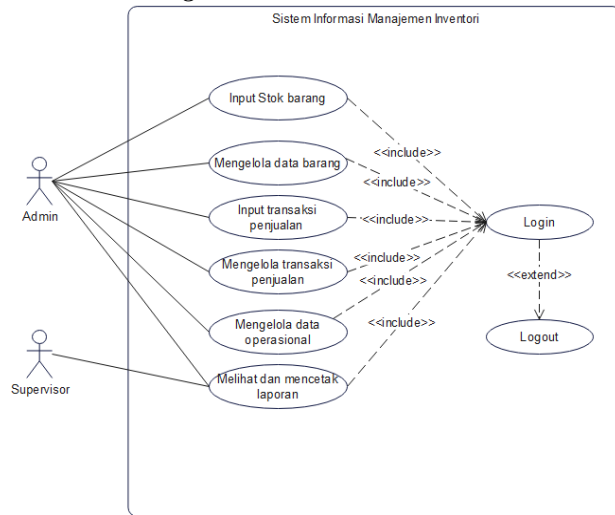 Sistem Informasi Manajemen Inventori
Input Stok barang
<<include>>
Mengelola data barang
<<include>>
Admin
Input transaksi
penjualan
<<include>>
Login
Mengelola transaksi
penjualan
<<include>>
<<include>>
<<extend>>
Mengelola data
operasional
<<include>>
Logout
Supervisor
Melihat dan mencetak
laporan